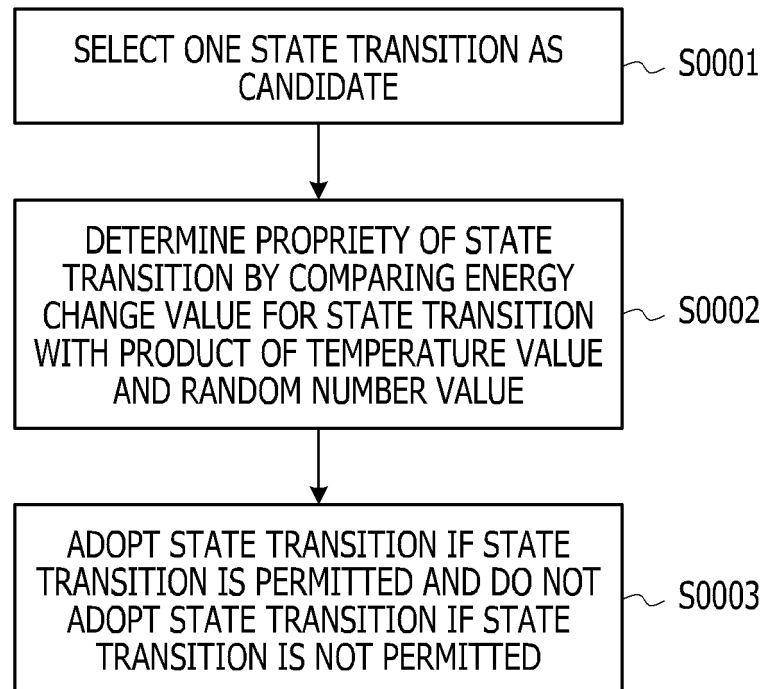 SELECT ONE STATE TRANSITION AS
CANDIDATE
S0001
DETERMINE PROPRIETY OF STATE
TRANSITION BY COMPARING ENERGY
CHANGE VALUE FOR STATE TRANSITION
WITH PRODUCT OF TEMPERATURE VALUE
AND RANDOM NUMBER VALUE
S0002
ADOPT STATE TRANSITION IF STATE
TRANSITION IS PERMITTED AND DO NOT
ADOPT STATE TRANSITION IF STATE
TRANSITION IS NOT PERMITTED
S0003